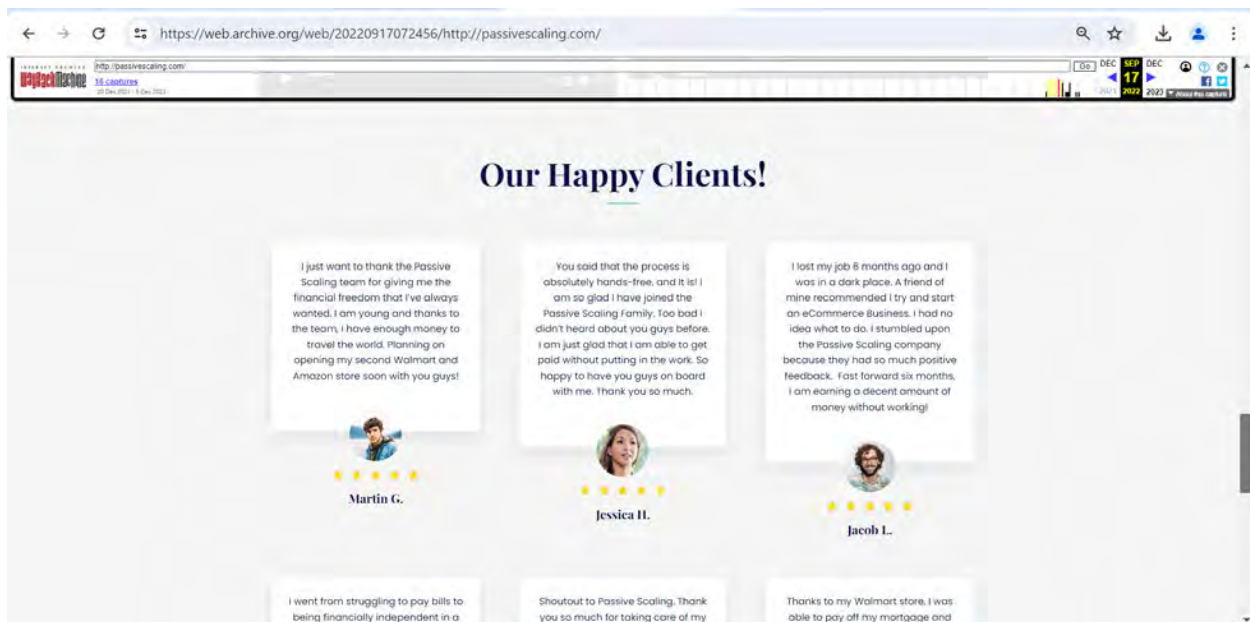 https://web.archive.org/web/20220917072456/http://passivescaling.com/
INTERNET ARCHIVE
WayBackMachine
http://passivescaling.com/
Go
DEC
SEP
DEC
16 captures
17
2021
2022
2023
About this capture
Our Happy Clients!
I just want to thank the Passive
Scaling team for giving me the
financial freedom that I've always
wanted. I am young and thanks to
the team, I have enough money to
travel the world. Planning on
opening my second Walmart and
Amazon store soon with you guys!
Martin G.
You said that the process is
absolutely hands-free, and it is! I
am so glad I have joined the
Passive Scaling Family. Too bad I
didn't heard about you guys before.
I am just glad that I am able to get
paid without putting in the work. So
happy to have you guys on board
with me. Thank you so much.
Jessica H.
I lost my job 6 months ago and I
was in a dark place. A friend of
mine recommended I try and start
an eCommerce Business. I had no
idea what to do. I stumbled upon
the Passive Scaling company
because they had so much positive
feedback. Fast forward six months,
I am earning a decent amount of
money without working!
Jacob L.
I went from struggling to pay bills to
being financially independent in a
Shoutout to Passive Scaling. Thank
you so much for taking care of my
Thanks to my Walmart store, I was
able to pay off my mortgage and